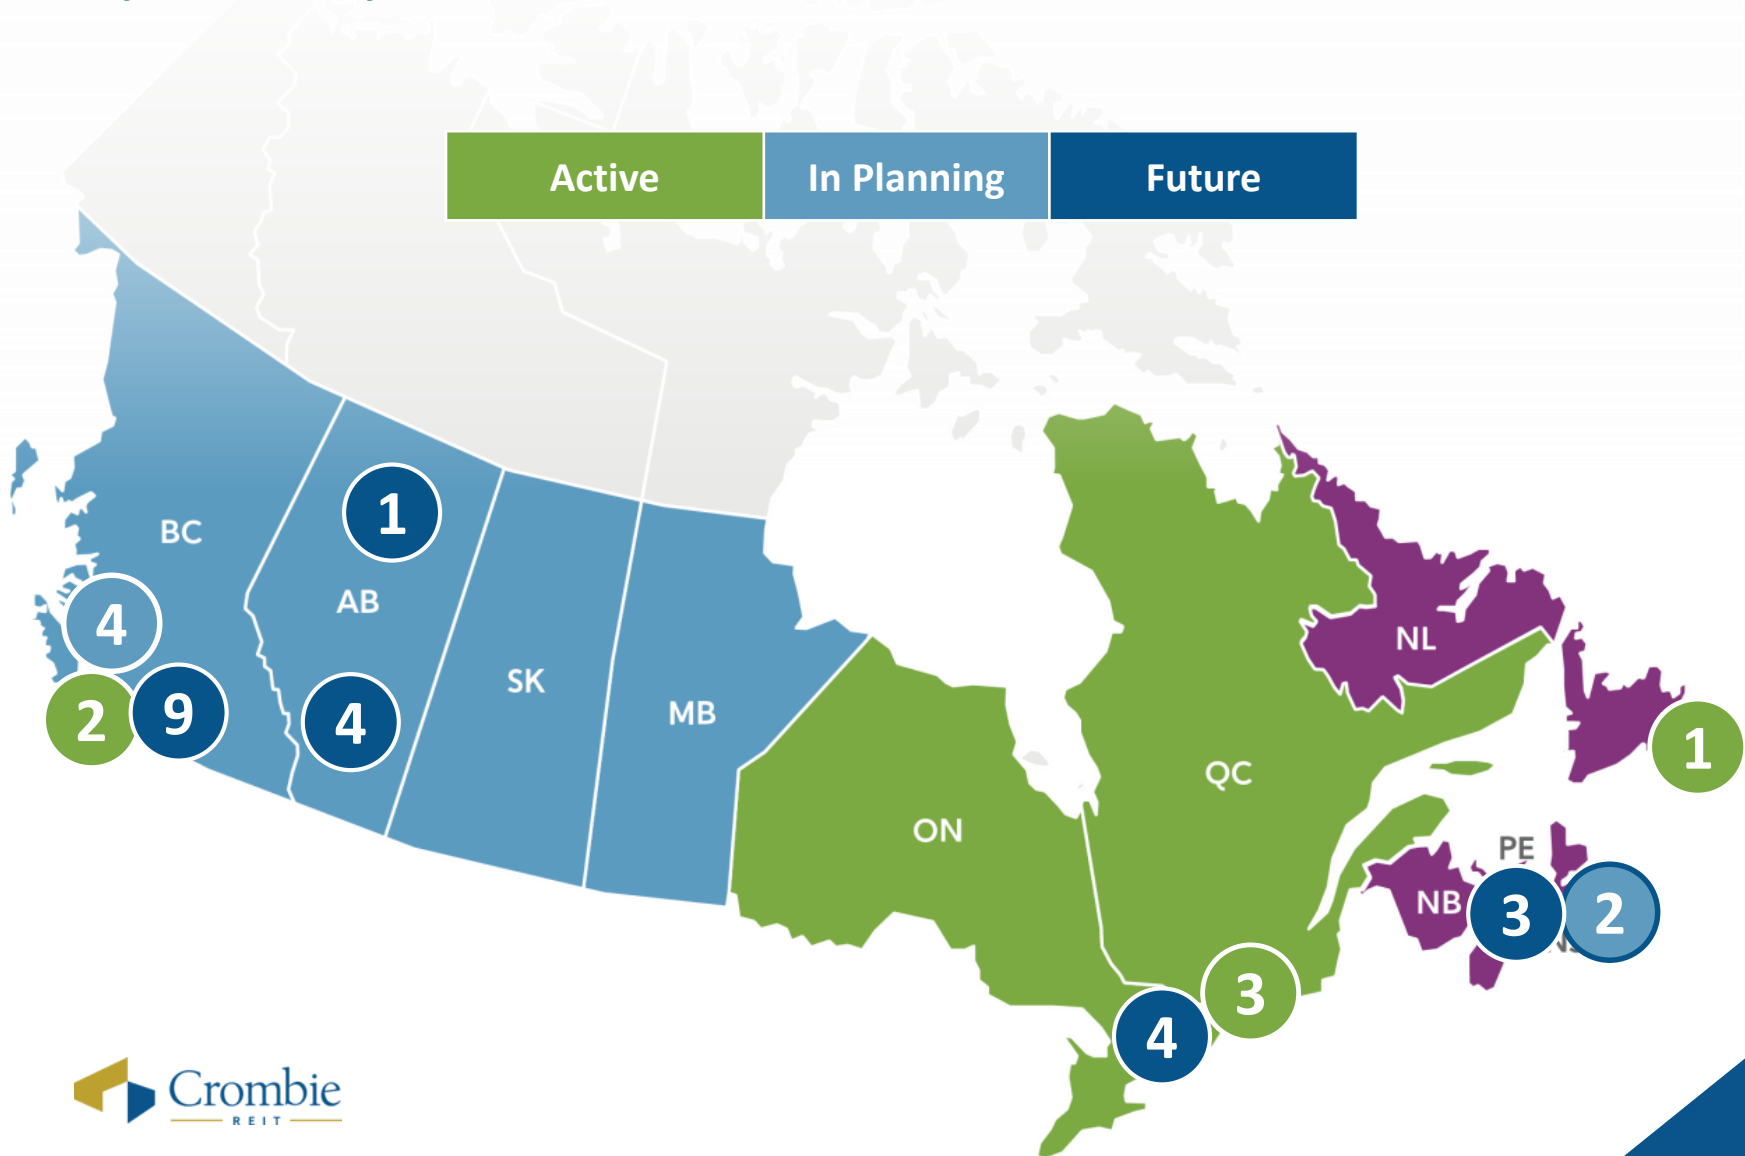 Active In Planning Future
1
BC
AB
4
NL
SK
2
9
4
MB
1
QC
ON
PE
NB
3
2
NS
3
4
Crombie
REIT